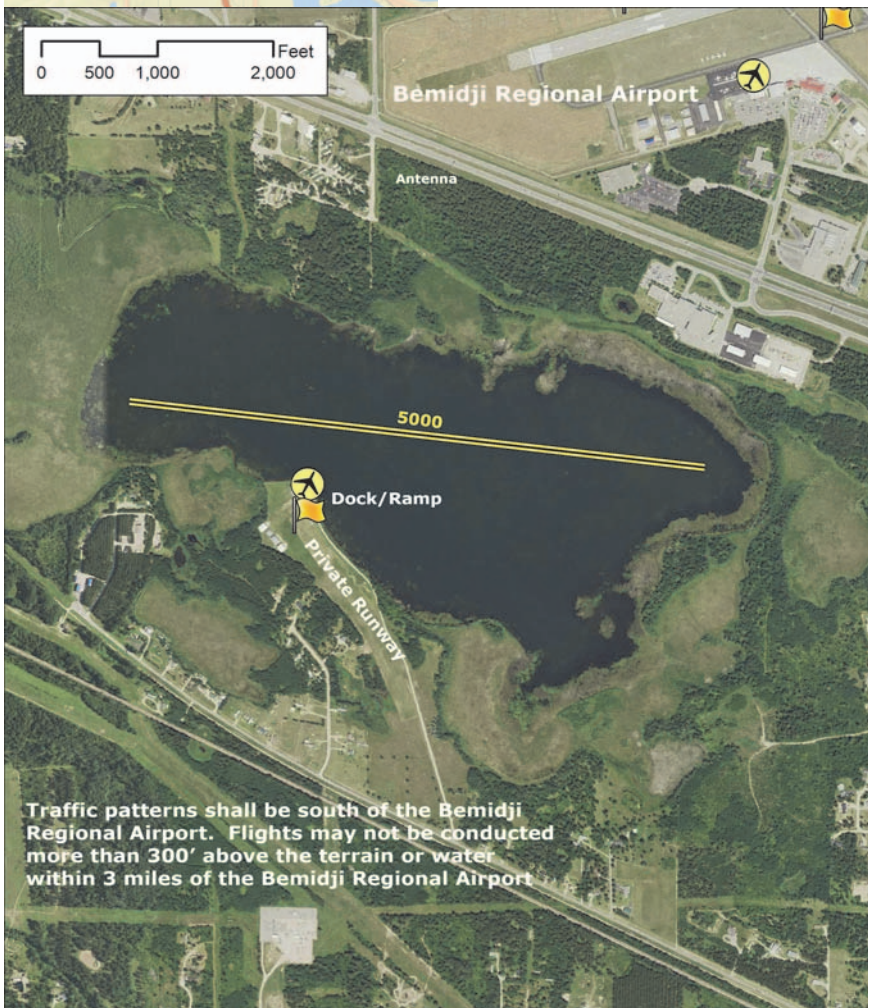 Feet
0 500 1,000 2,000
Bemidji Regional Airport
Antenna
5000
Dock/Ramp
Private Runway
Traffic patterns shall be south of the Bemidji
Regional Airport. Flights may not be conducted
more than 300' above the terrain or water
within 3 miles of the Bemidji Regional Airport